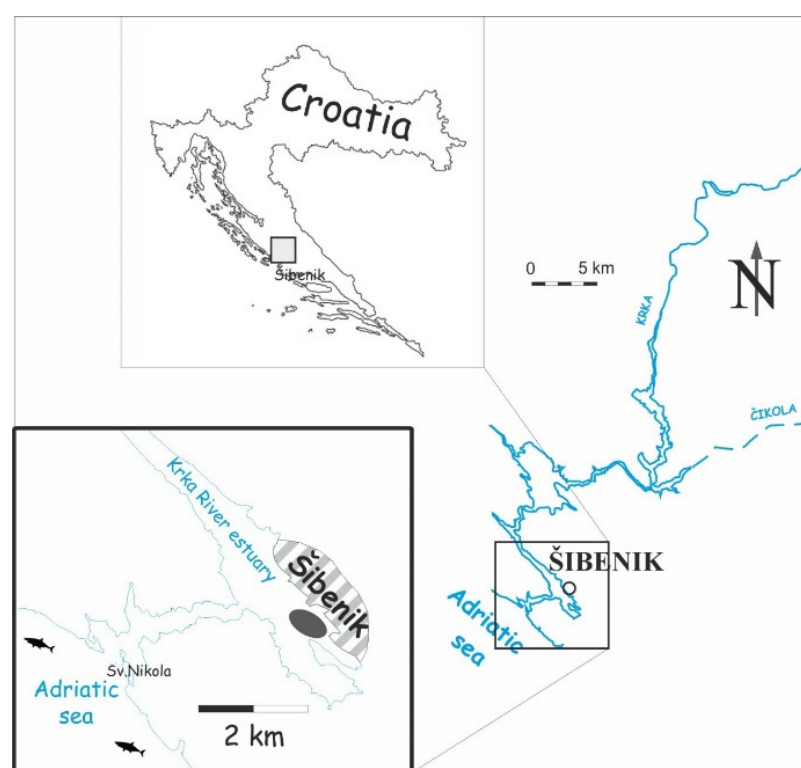 Croatia
Šibenik
0 5 km
N
KRKA
ČIKOLA
ŠIBENIK
Adriatic
sea
Krka River estuary
Šibenik
Sv.Nikola
Adriatic
sea
2 km